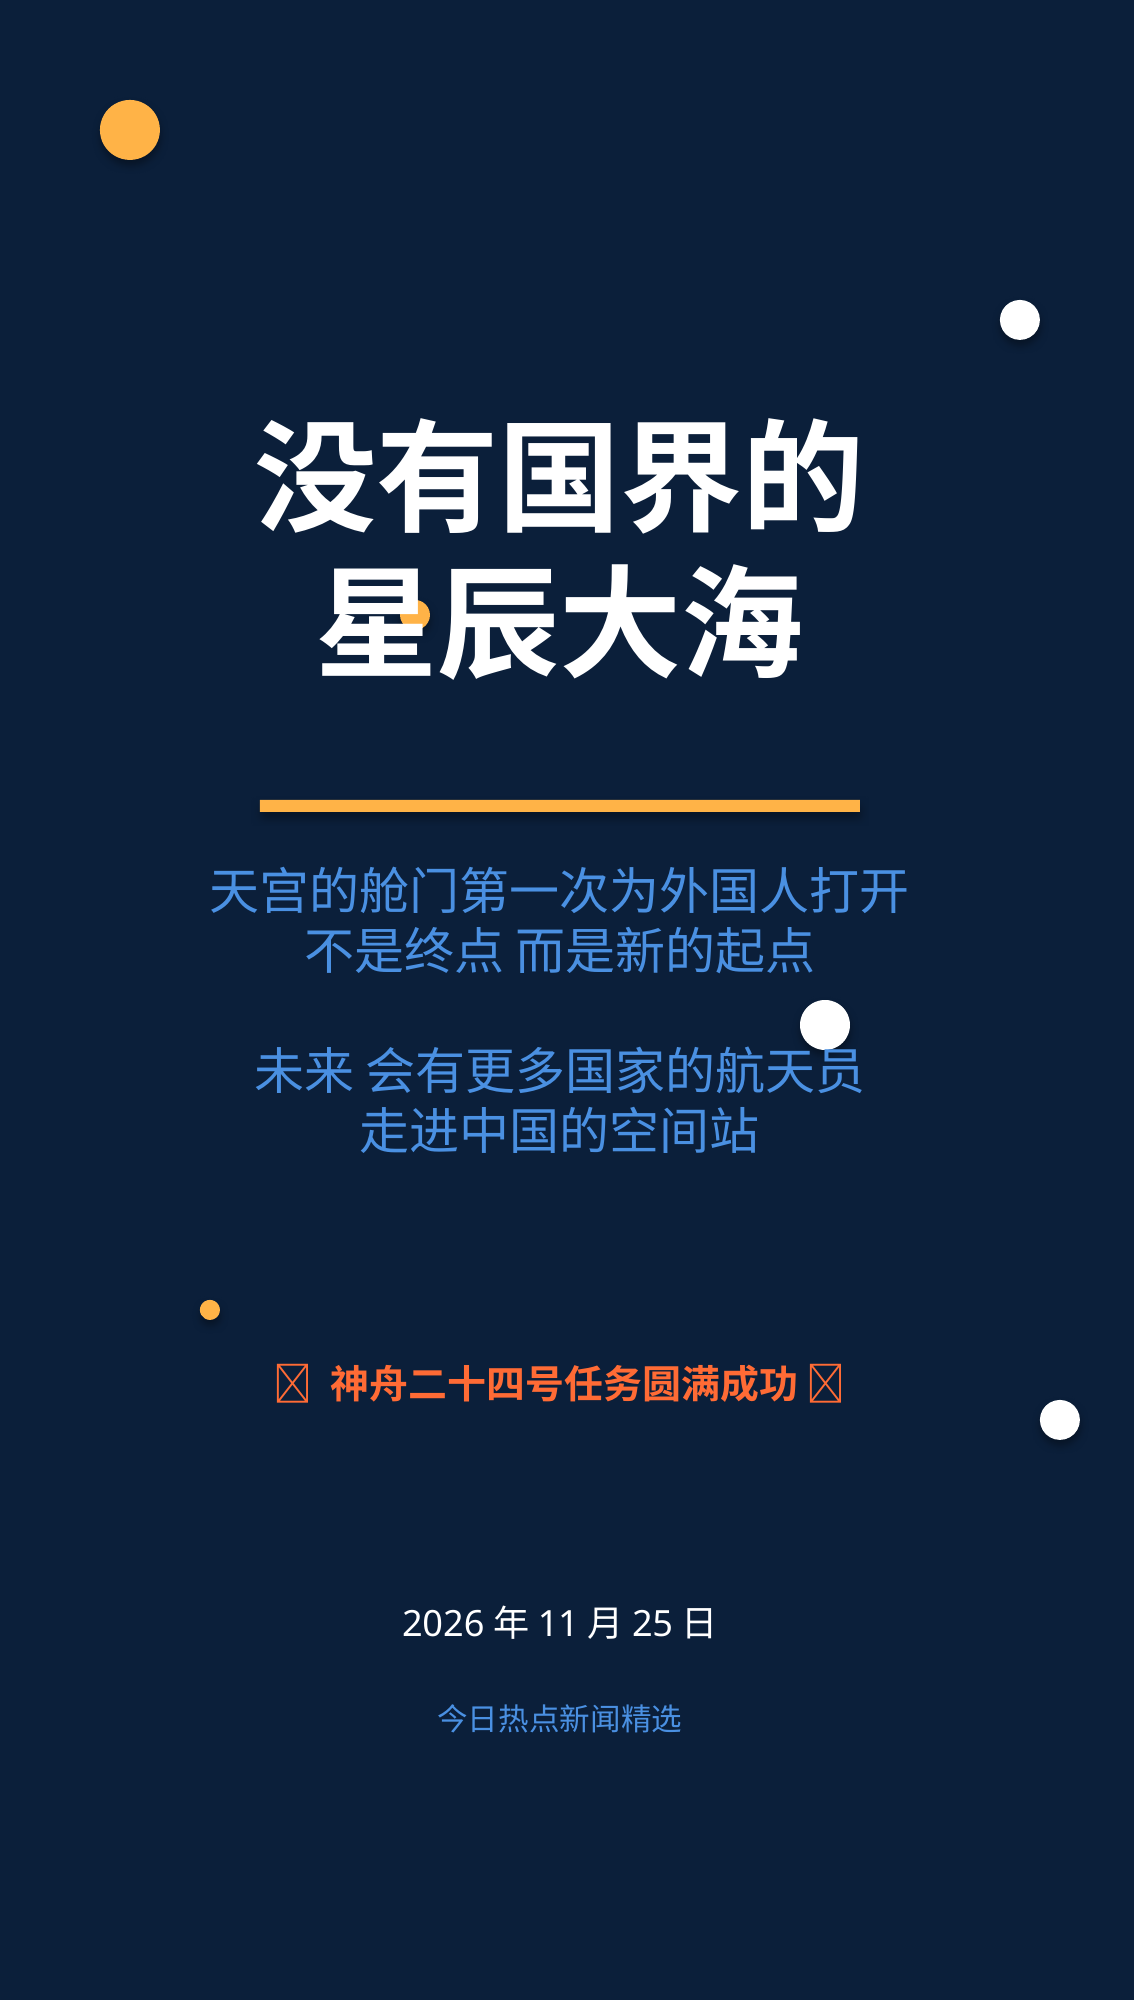 没有国界的
星辰大海
天宫的舱门第一次为外国人打开
不是终点 而是新的起点
未来 会有更多国家的航天员
走进中国的空间站
神舟二十四号任务圆满成功
2026 年 11 月 25 日
今日热点新闻精选